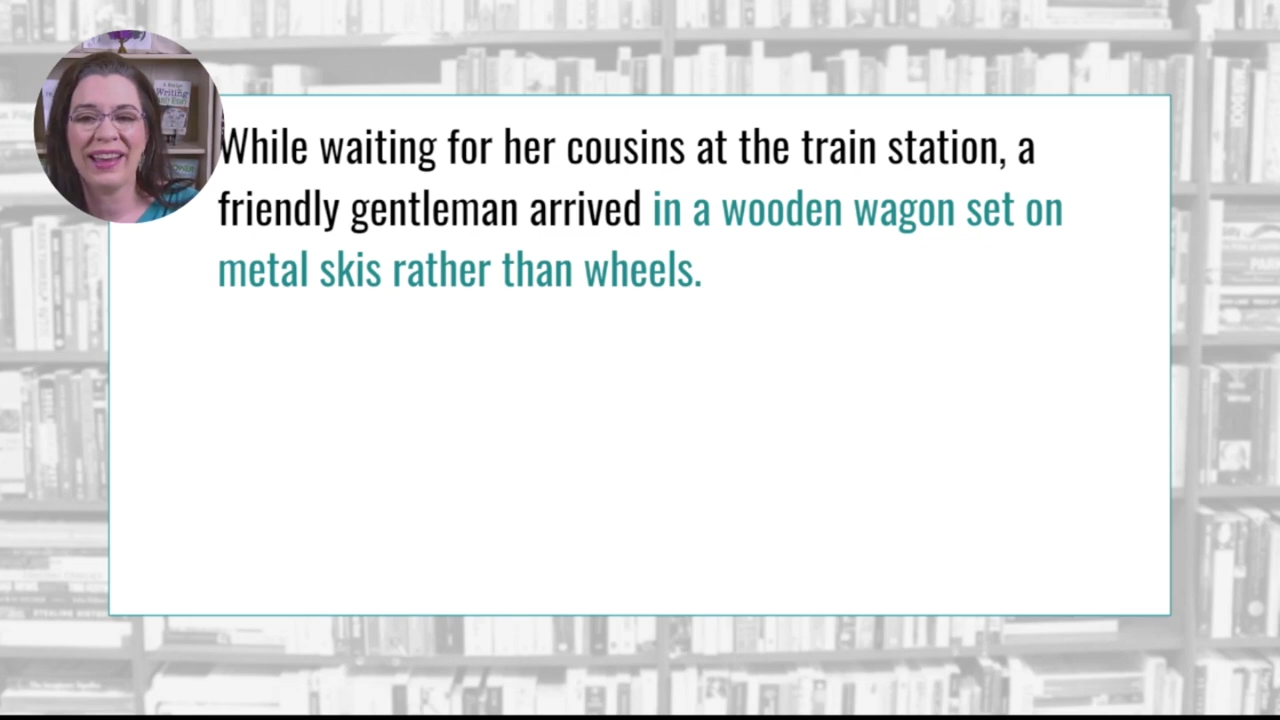 While waiting for her cousins at the train station, a
friendly gentleman arrived in a wooden wagon set on
metal skis rather than wheels.
Writing